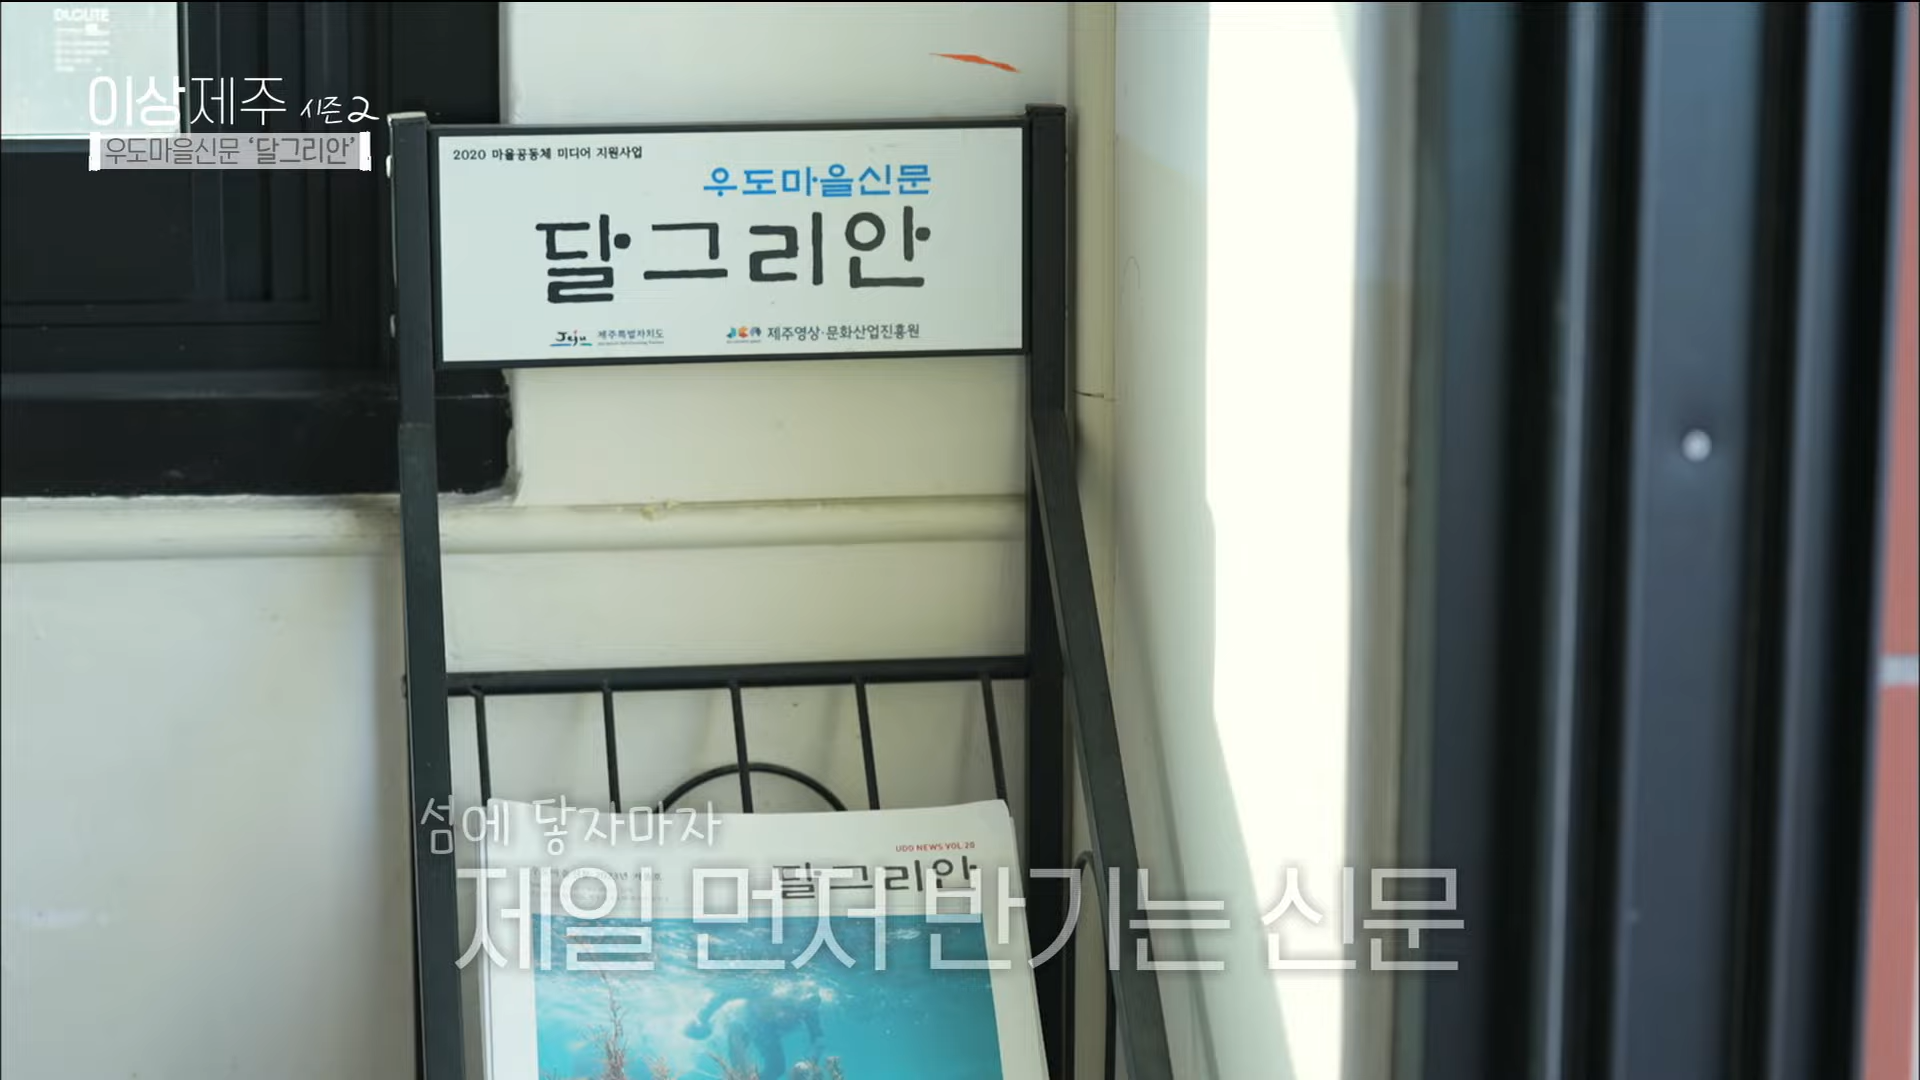 이상제주 시즌2
우도마을신문 ‘달그리안’
2020 마을공동체 미디어 지원사업
우도마을신문
달그리안
Jeju 제주특별자치도
제주영상·문화산업진흥원
섬에 닿자마자
UDO NEWS VOL.20
달그리안
제일 먼저 반기는 신문